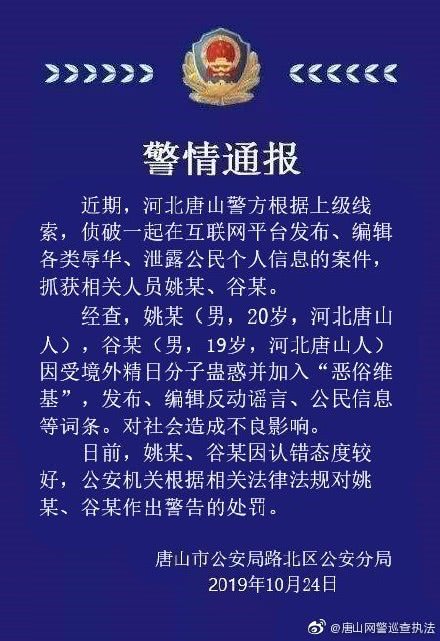 警情通报
近期，河北唐山警方根据上级线
索，侦破一起在互联网平台发布、编辑
各类辱华、泄露公民个人信息的案件，
抓获相关人员姚某、谷某。
经查，姚某（男，20岁，河北唐山
人），谷某（男，19岁，河北唐山人）
因受境外精日分子蛊惑并加入“恶俗维
基”，发布、编辑反动谣言、公民信息
等词条。对社会造成不良影响。
日前，姚某、谷某因认错态度较
好，公安机关根据相关法律法规对姚
某、谷某作出警告的处罚。
唐山市公安局路北区公安分局
2019年10月24日
@唐山网警巡查执法